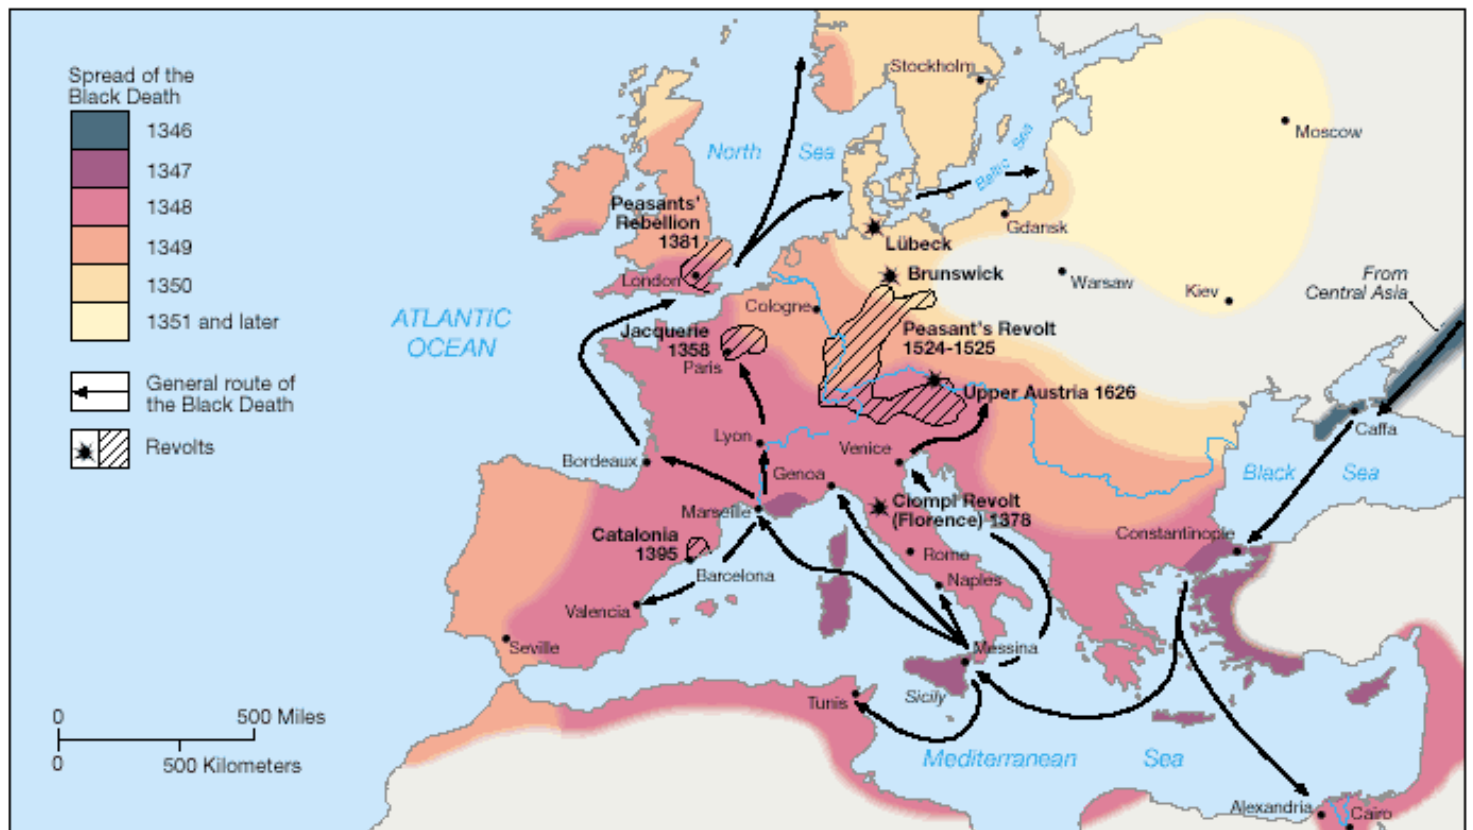 Spread of the
Black Death
1346
1347
1348
1349
1350
1351 and later
General route of
the Black Death
Revolts
Stockholm
Moscow
North Sea
Baltic Sea
Peasants'
Rebellion
1381
London
Lübeck
Gdansk
Brunswick
Warsaw
Kiev
From
Central Asia
ATLANTIC
OCEAN
Cologne
Jacquerie
1358
Paris
Peasant's Revolt
1524-1525
Upper Austria 1626
Caffa
Lyon
Venice
Bordeaux
Genoa
Black Sea
Marseille
Ciompi Revolt
(Florence) 1378
Constantinople
Catalonia
1395
Rome
Barcelona
Naples
Valencia
Seville
Messina
Sicily
Tunis
0 500 Miles
0 500 Kilometers
Mediterranean Sea
Alexandria
Cairo